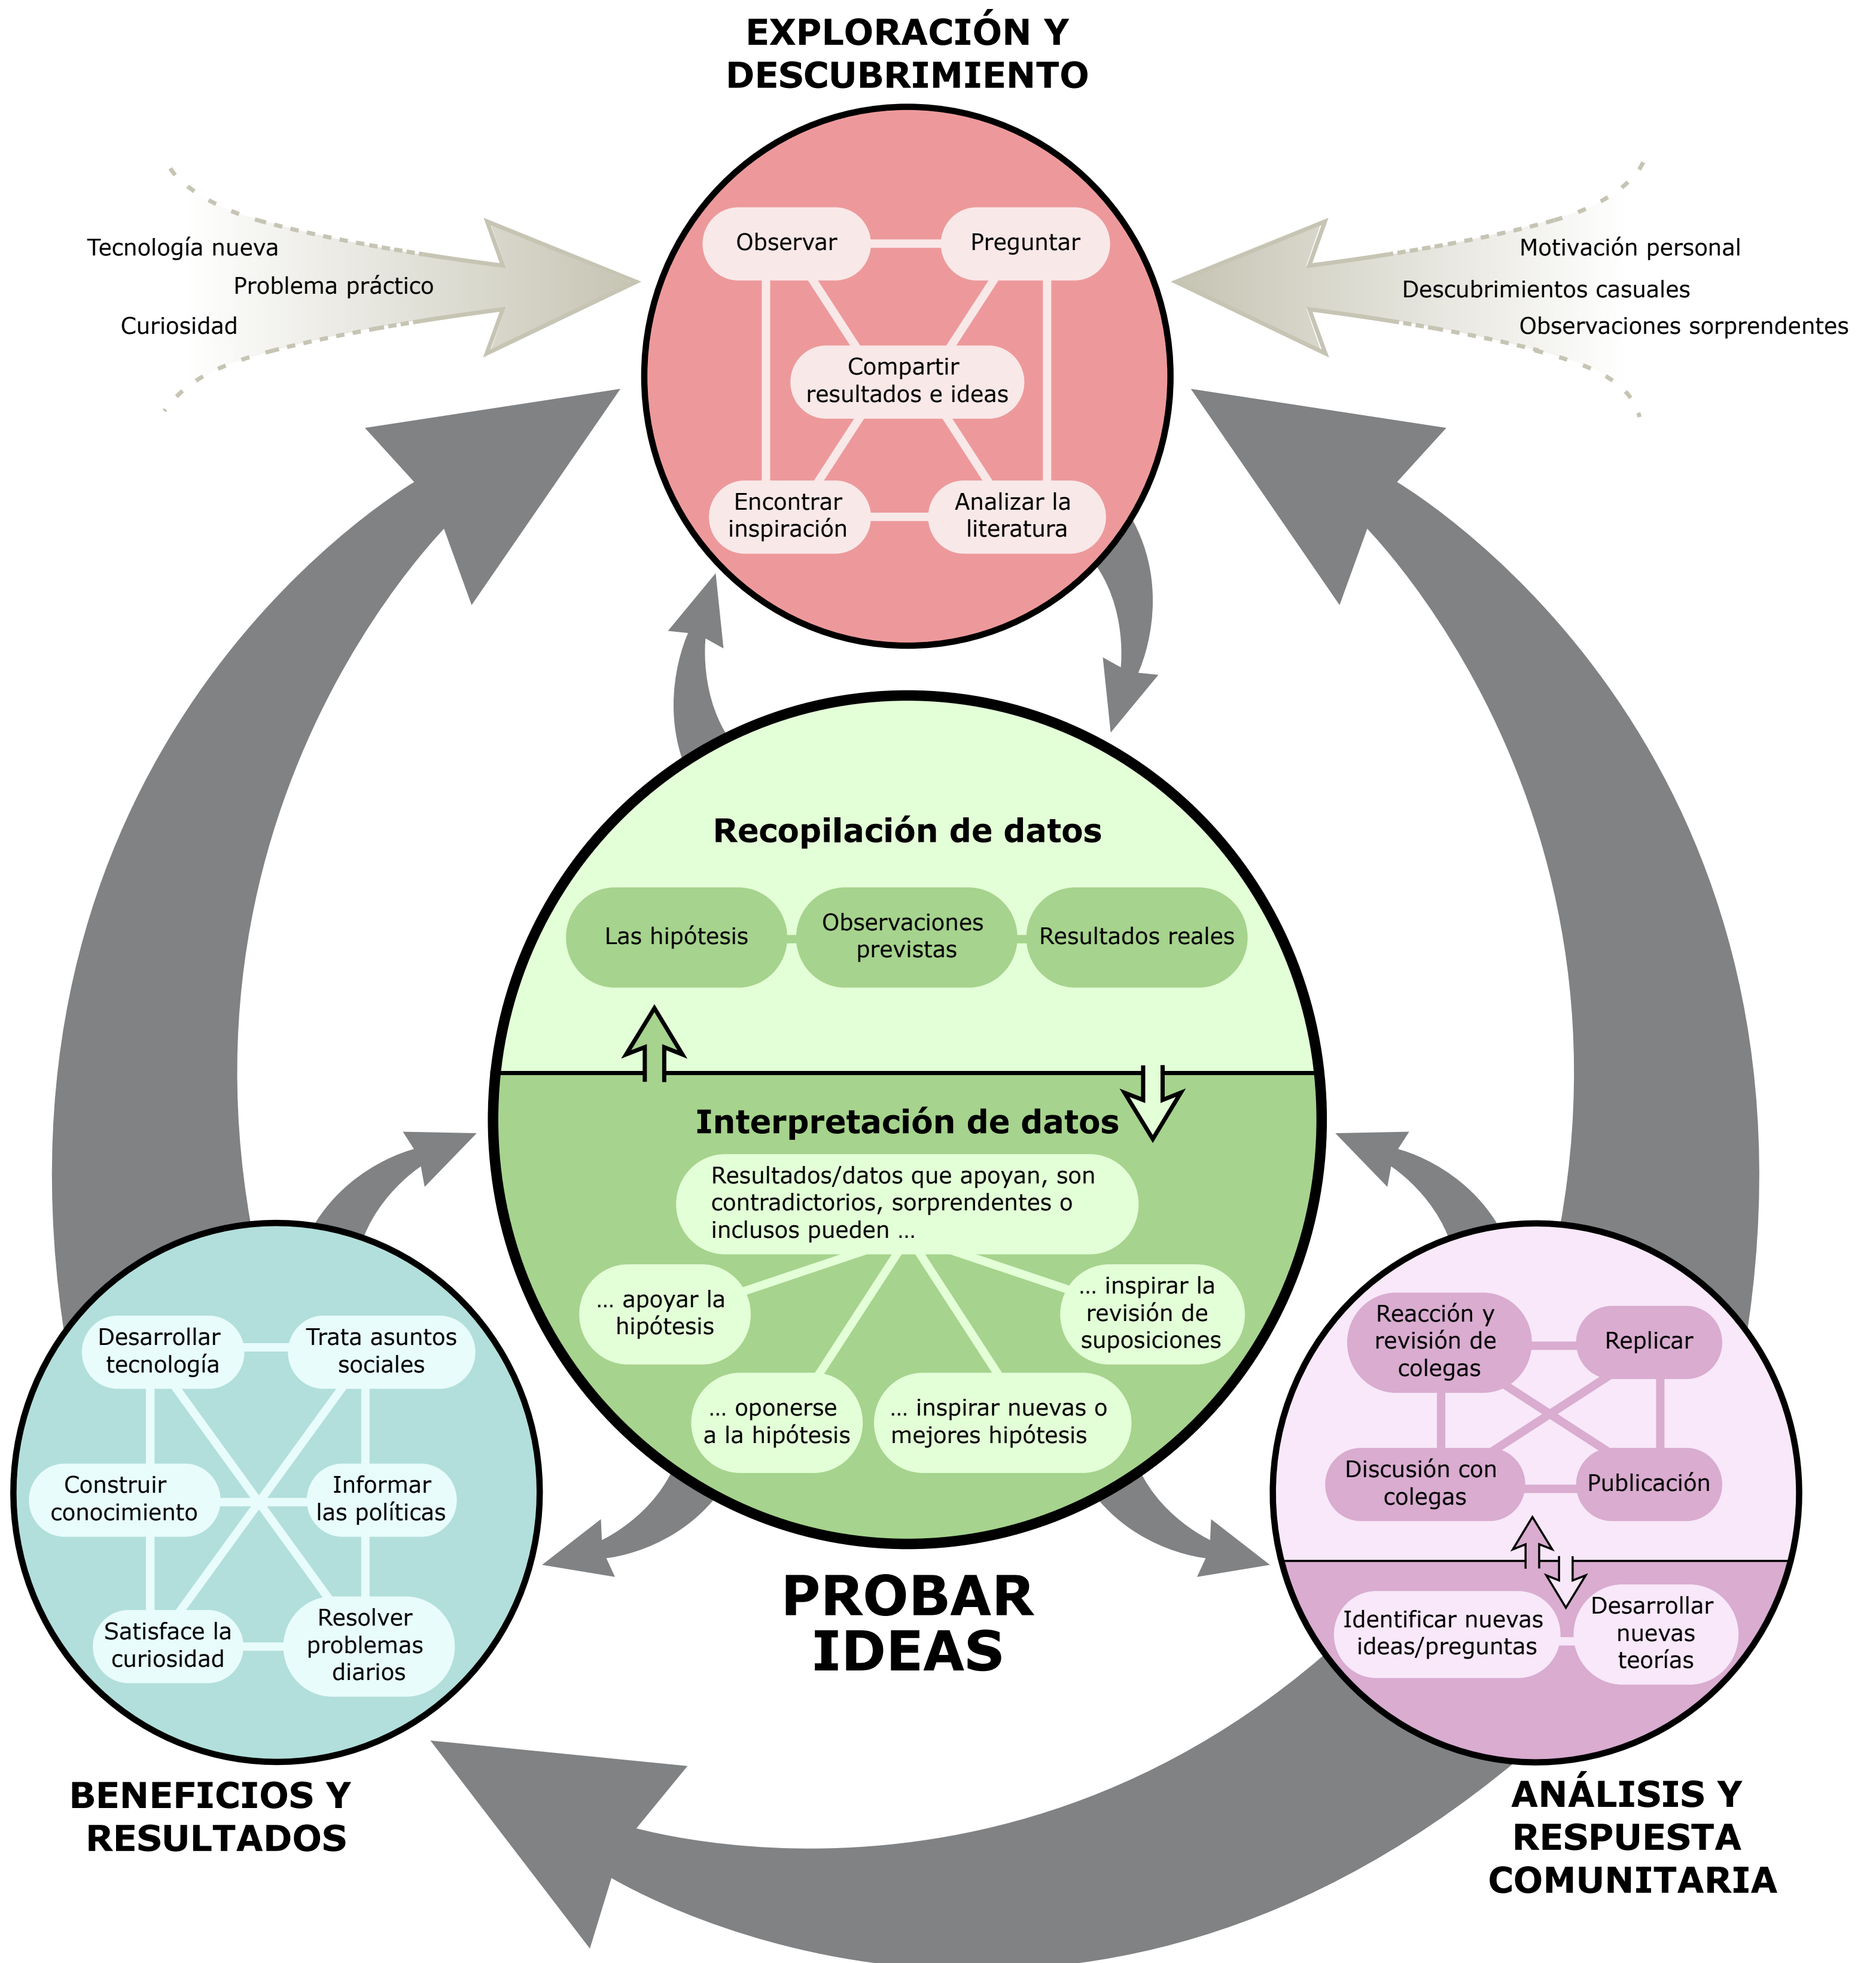 EXPLORACIÓN Y
DESCUBRIMIENTO
Tecnología nueva
Problema práctico
Curiosidad
Motivación personal
Descubrimientos casuales
Observaciones sorprendentes
Observar
Preguntar
Compartir
resultados e ideas
Encontrar
inspiración
Analizar la
literatura
Recopilación de datos
Las hipótesis
Observaciones
previstas
Resultados reales
Interpretación de datos
Resultados/datos que apoyan, son
contradictorios, sorprendentes o
inclusos pueden ...
... apoyar la
hipótesis
... oponerse
a la hipótesis
... inspirar nuevas o
mejores hipótesis
... inspirar la
revisión de
suposiciones
PROBAR
IDEAS
Desarrollar
tecnología
Trata asuntos
sociales
Construir
conocimiento
Informar
las políticas
Satisface la
curiosidad
Resolver
problemas
diarios
BENEFICIOS Y
RESULTADOS
Reacción y
revisión de
colegas
Replicar
Discusión con
colegas
Publicación
Identificar nuevas
ideas/preguntas
Desarrollar
nuevas
teorías
ANÁLISIS Y
RESPUESTA
COMUNITARIA